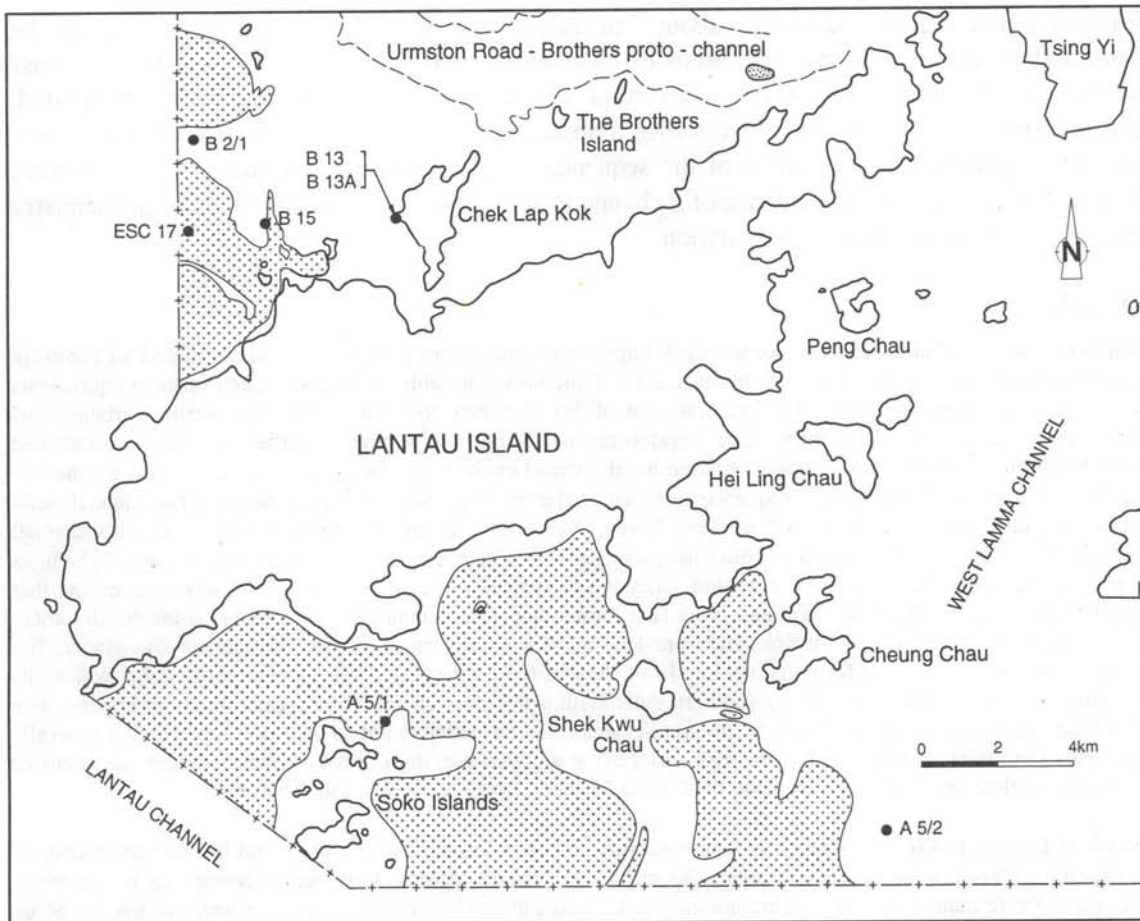 Urmston Road - Brothers proto - channel
Tsing Yi
The Brothers
Island
B 2/1
B 13
B 13A
Chek Lap Kok
B 15
ESC 17
N
Peng Chau
LANTAU ISLAND
Hei Ling Chau
WEST LAMMA CHANNEL
Cheung Chau
A 5/1
Shek Kwu
Chau
0 2 4km
LANTAU CHANNEL
Soko Islands
A 5/2